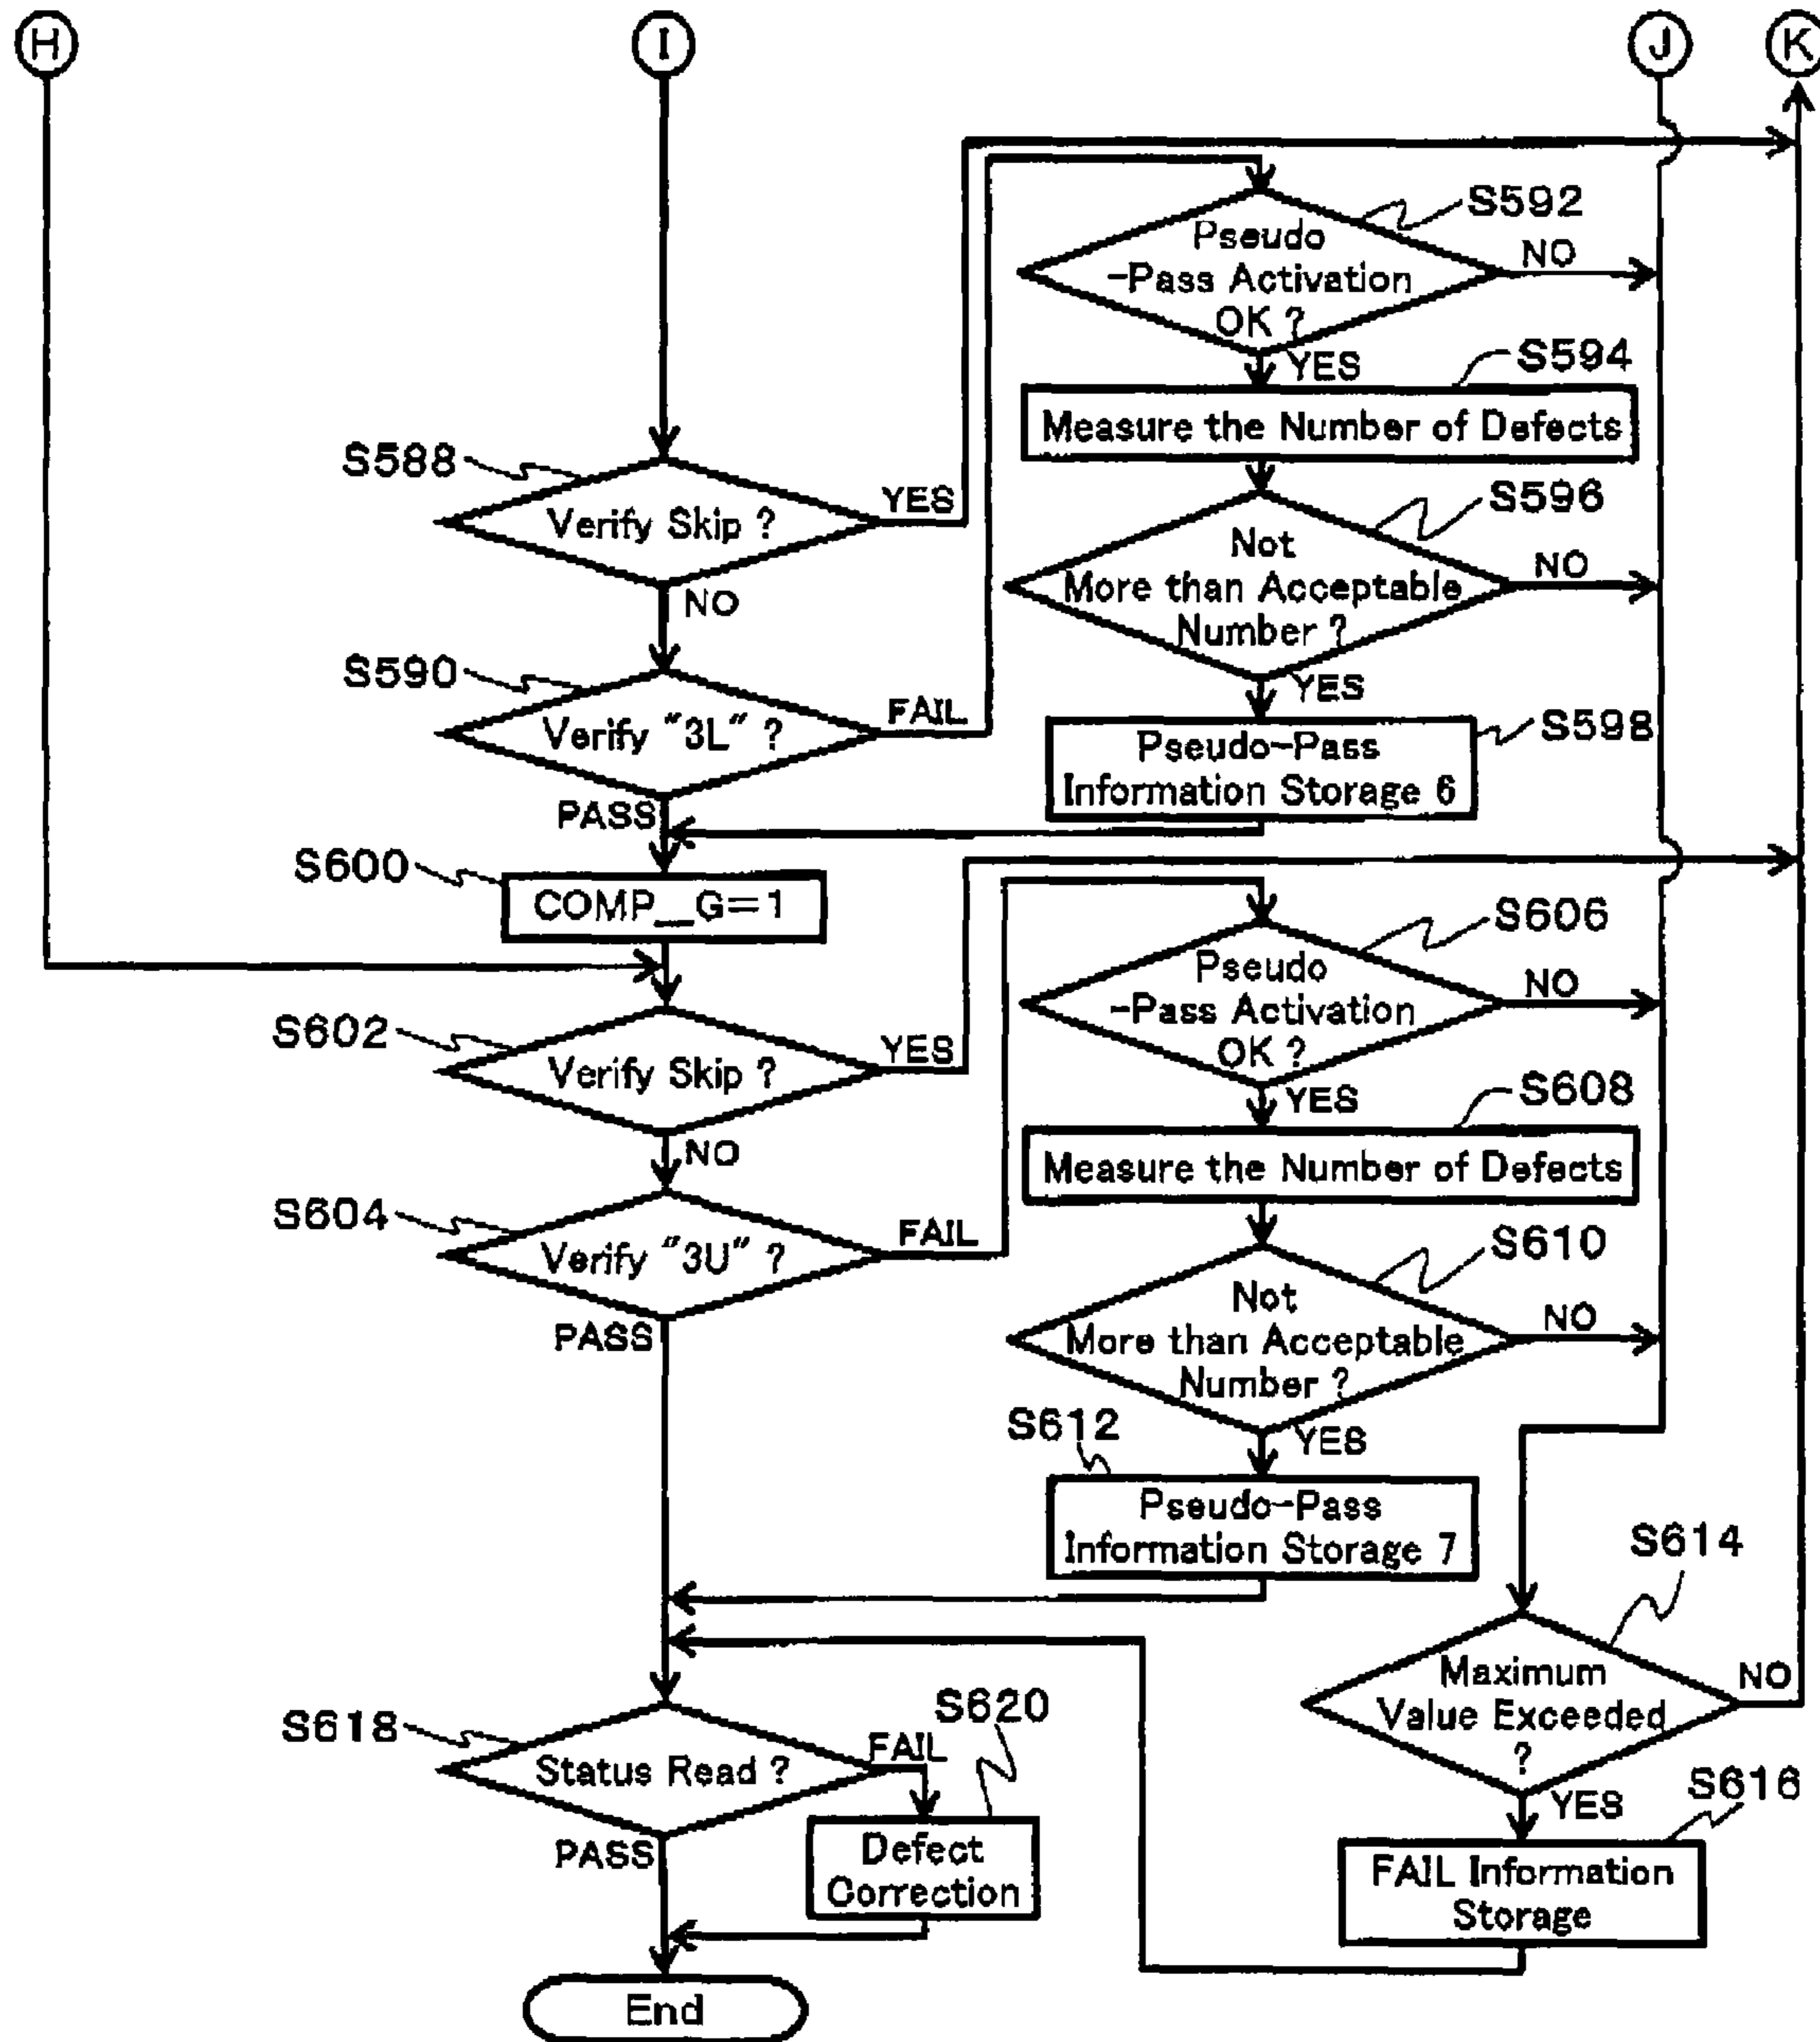 H
I
J
K
S592
Pseudo
-Pass Activation
OK ?
NO
YES
S594
Measure the Number of Defects
S588
Verify Skip ?
YES
NO
S596
Not
More than Acceptable
Number ?
NO
YES
S590
Verify "3L" ?
FAIL
PASS
S598
Pseudo-Pass
Information Storage 6
S600
COMP__G=1
S606
Pseudo
-Pass Activation
OK ?
NO
YES
S602
Verify Skip ?
YES
NO
S608
Measure the Number of Defects
S604
Verify "3U" ?
FAIL
PASS
S610
Not
More than Acceptable
Number ?
NO
YES
S612
Pseudo-Pass
Information Storage 7
S614
Maximum
Value Exceeded
?
NO
YES
S618
Status Read ?
FAIL
PASS
S620
Defect
Correction
S616
FAIL Information
Storage
End